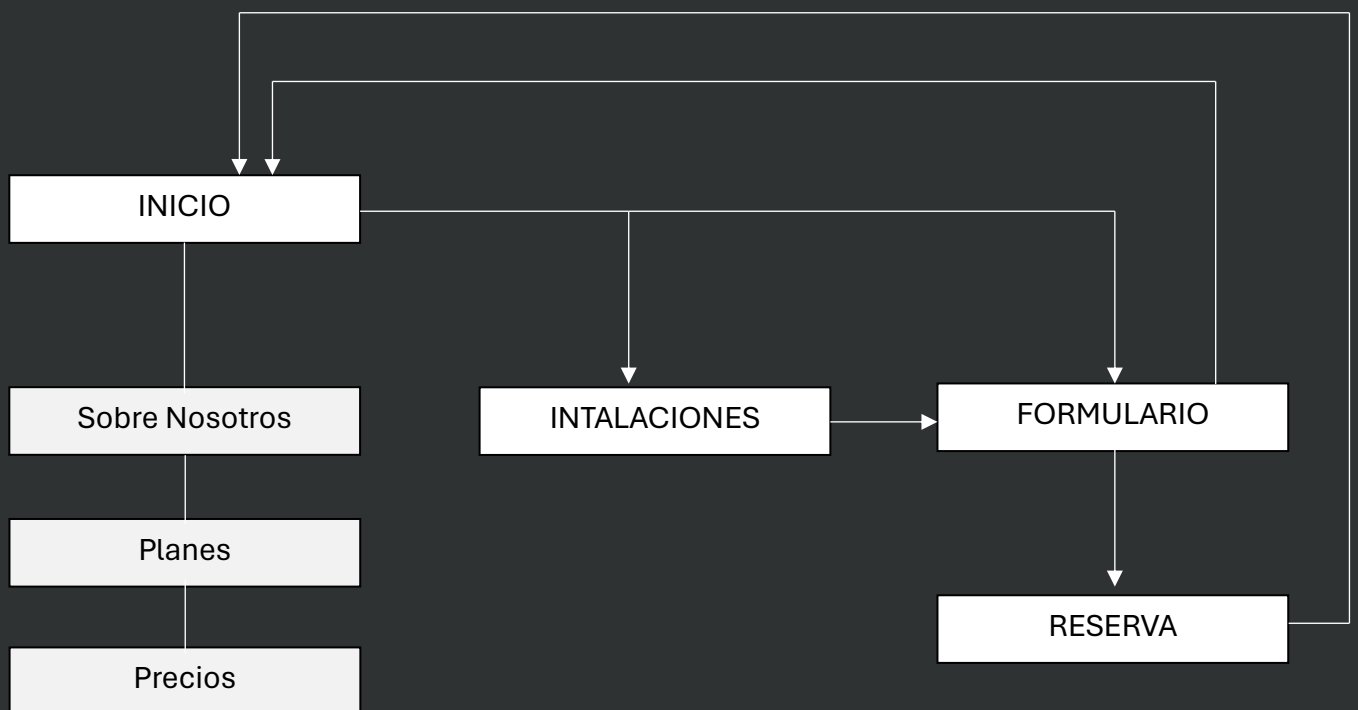 INICIO
Sobre Nosotros
INTALACIONES
FORMULARIO
Planes
RESERVA
Precios